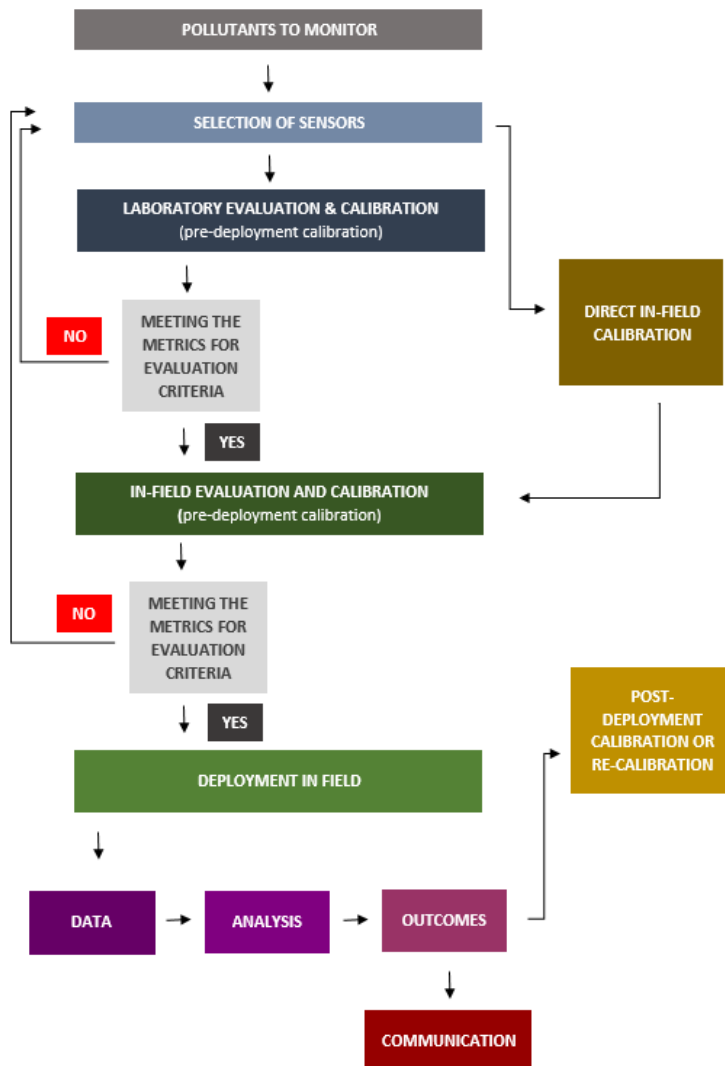 POLLUTANTS TO MONITOR
SELECTION OF SENSORS
LABORATORY EVALUATION & CALIBRATION
(pre-deployment calibration)
DIRECT IN-FIELD
CALIBRATION
NO
MEETING THE
METRICS FOR
EVALUATION
CRITERIA
YES
IN-FIELD EVALUATION AND CALIBRATION
(pre-deployment calibration)
NO
MEETING THE
METRICS FOR
EVALUATION
CRITERIA
YES
POST-
DEPLOYMENT
CALIBRATION OR
RE-CALIBRATION
DEPLOYMENT IN FIELD
DATA
ANALYSIS
OUTCOMES
COMMUNICATION